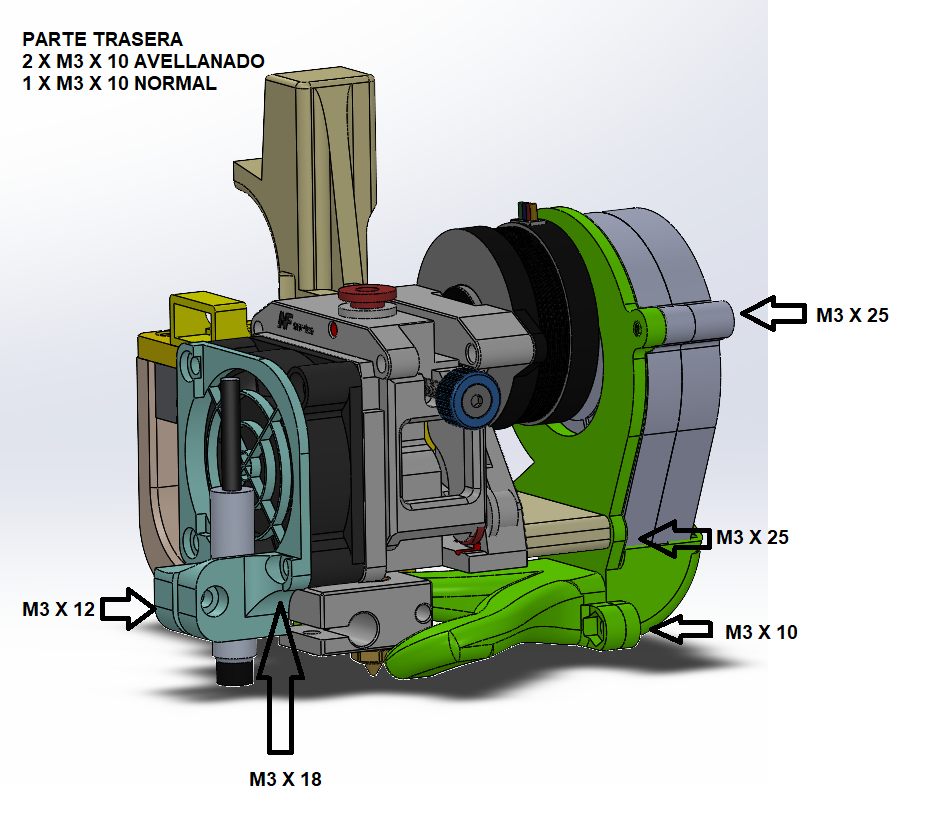 PARTE TRASERA
2 X M3 X 10 AVELLANADO
1 X M3 X 10 NORMAL
M3 X 25
M3 X 25
M3 X 12
M3 X 10
M3 X 18